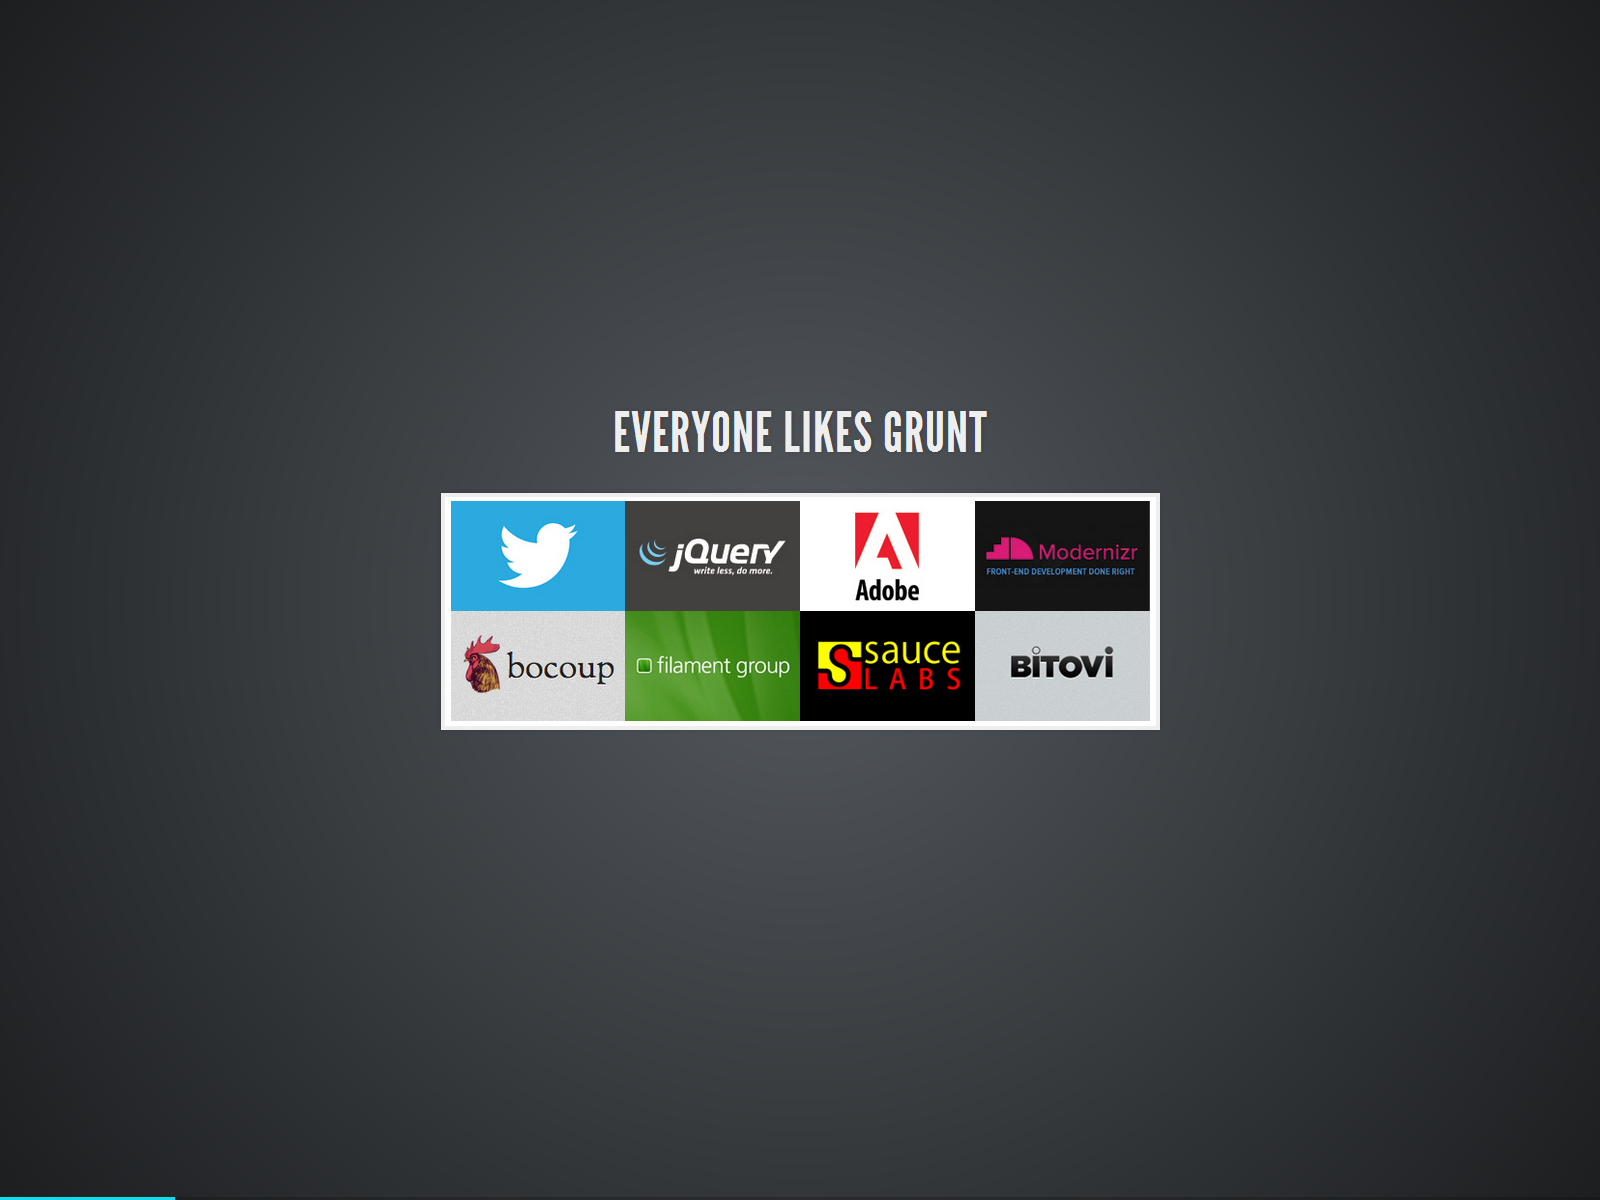 EVERYONE LIKES GRUNT
jQuery
write less, do more.
Adobe
Modernizr
FRONT-END DEVELOPMENT DONE RIGHT
bocoup
filament group
sauce
LABS
BiTOVi